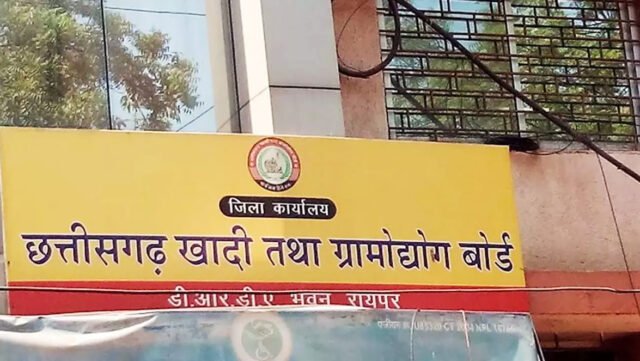 जिला कार्यालय
छत्तीसगढ़ खादी तथा ग्रामोद्योग बोर्ड
डी.आर.डी.ए. भवन, रायपुर